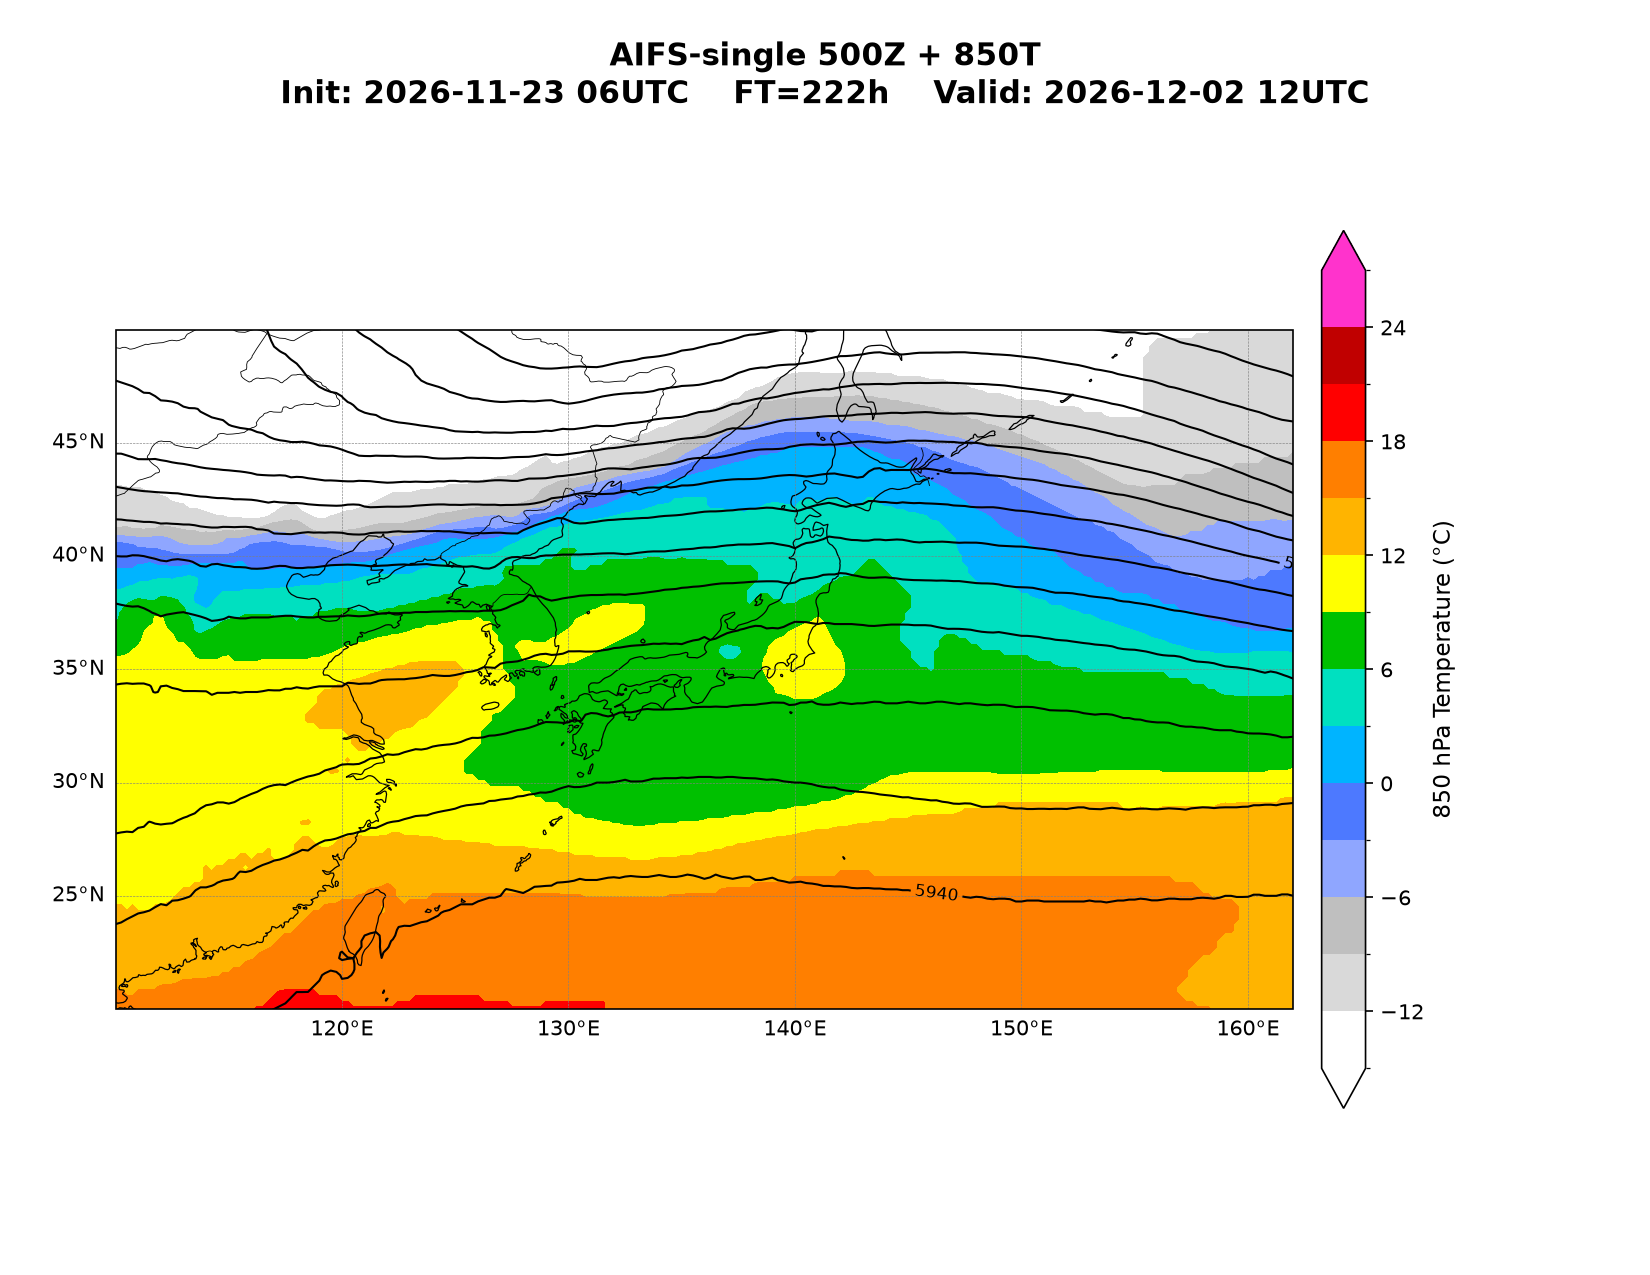 AIFS-single 500Z + 850T
Init: 2026-11-23 06UTC    FT=222h    Valid: 2026-12-02 12UTC
45°N
40°N
35°N
30°N
25°N
120°E
130°E
140°E
150°E
160°E
5940
5
24
18
12
6
0
−6
−12
850 hPa Temperature (°C)